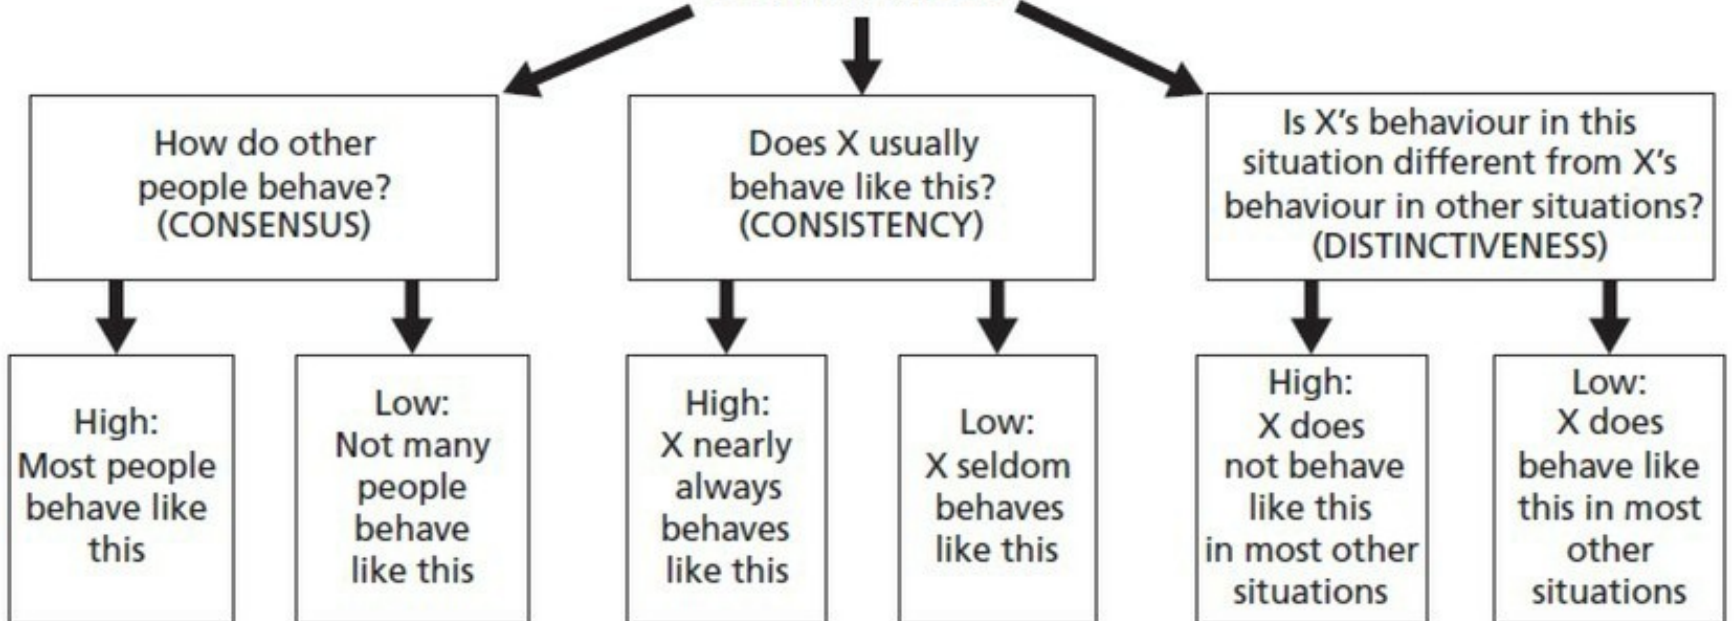 How do other
people behave?
(CONSENSUS)
Does X usually
behave like this?
(CONSISTENCY)
Is X’s behaviour in this
situation different from X’s
behaviour in other situations?
(DISTINCTIVENESS)
High:
Most people
behave like
this
Low:
Not many
people
behave
like this
High:
X nearly
always
behaves
like this
Low:
X seldom
behaves
like this
High:
X does
not behave
like this
in most other
situations
Low:
X does
behave like
this in most
other
situations